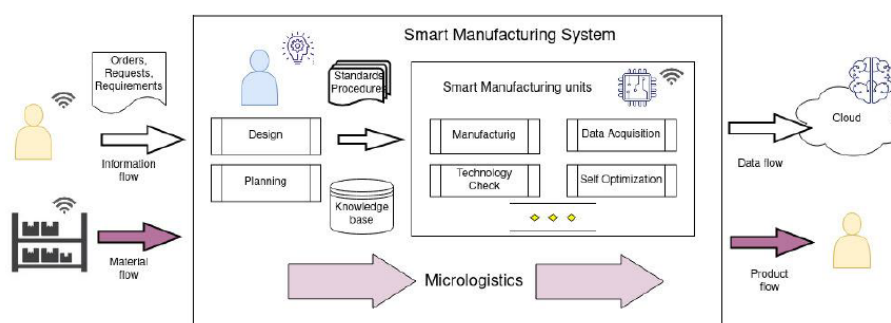 Smart Manufacturing System
Orders,
Requests,
Requirements
Information
flow
Material
flow
Design
Planning
Standards
Procedures
Knowledge
base
Smart Manufacturing units
Manufacturig
Data Acquisition
Technology
Check
Self Optimization
Micrologistics
Cloud
Data flow
Product
flow